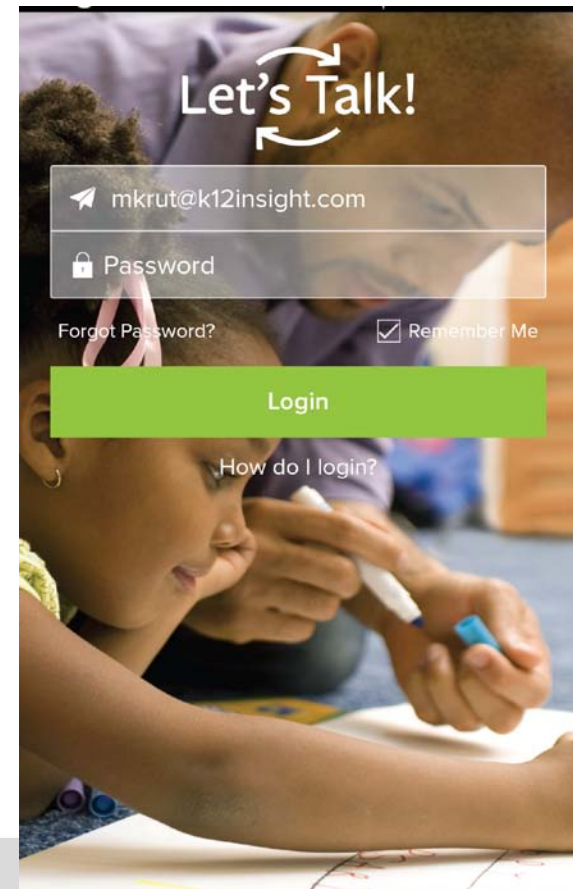 Let's Talk!
mkrut@k12insight.com
Password
Forgot Password? Remember Me
Login
How do I login?